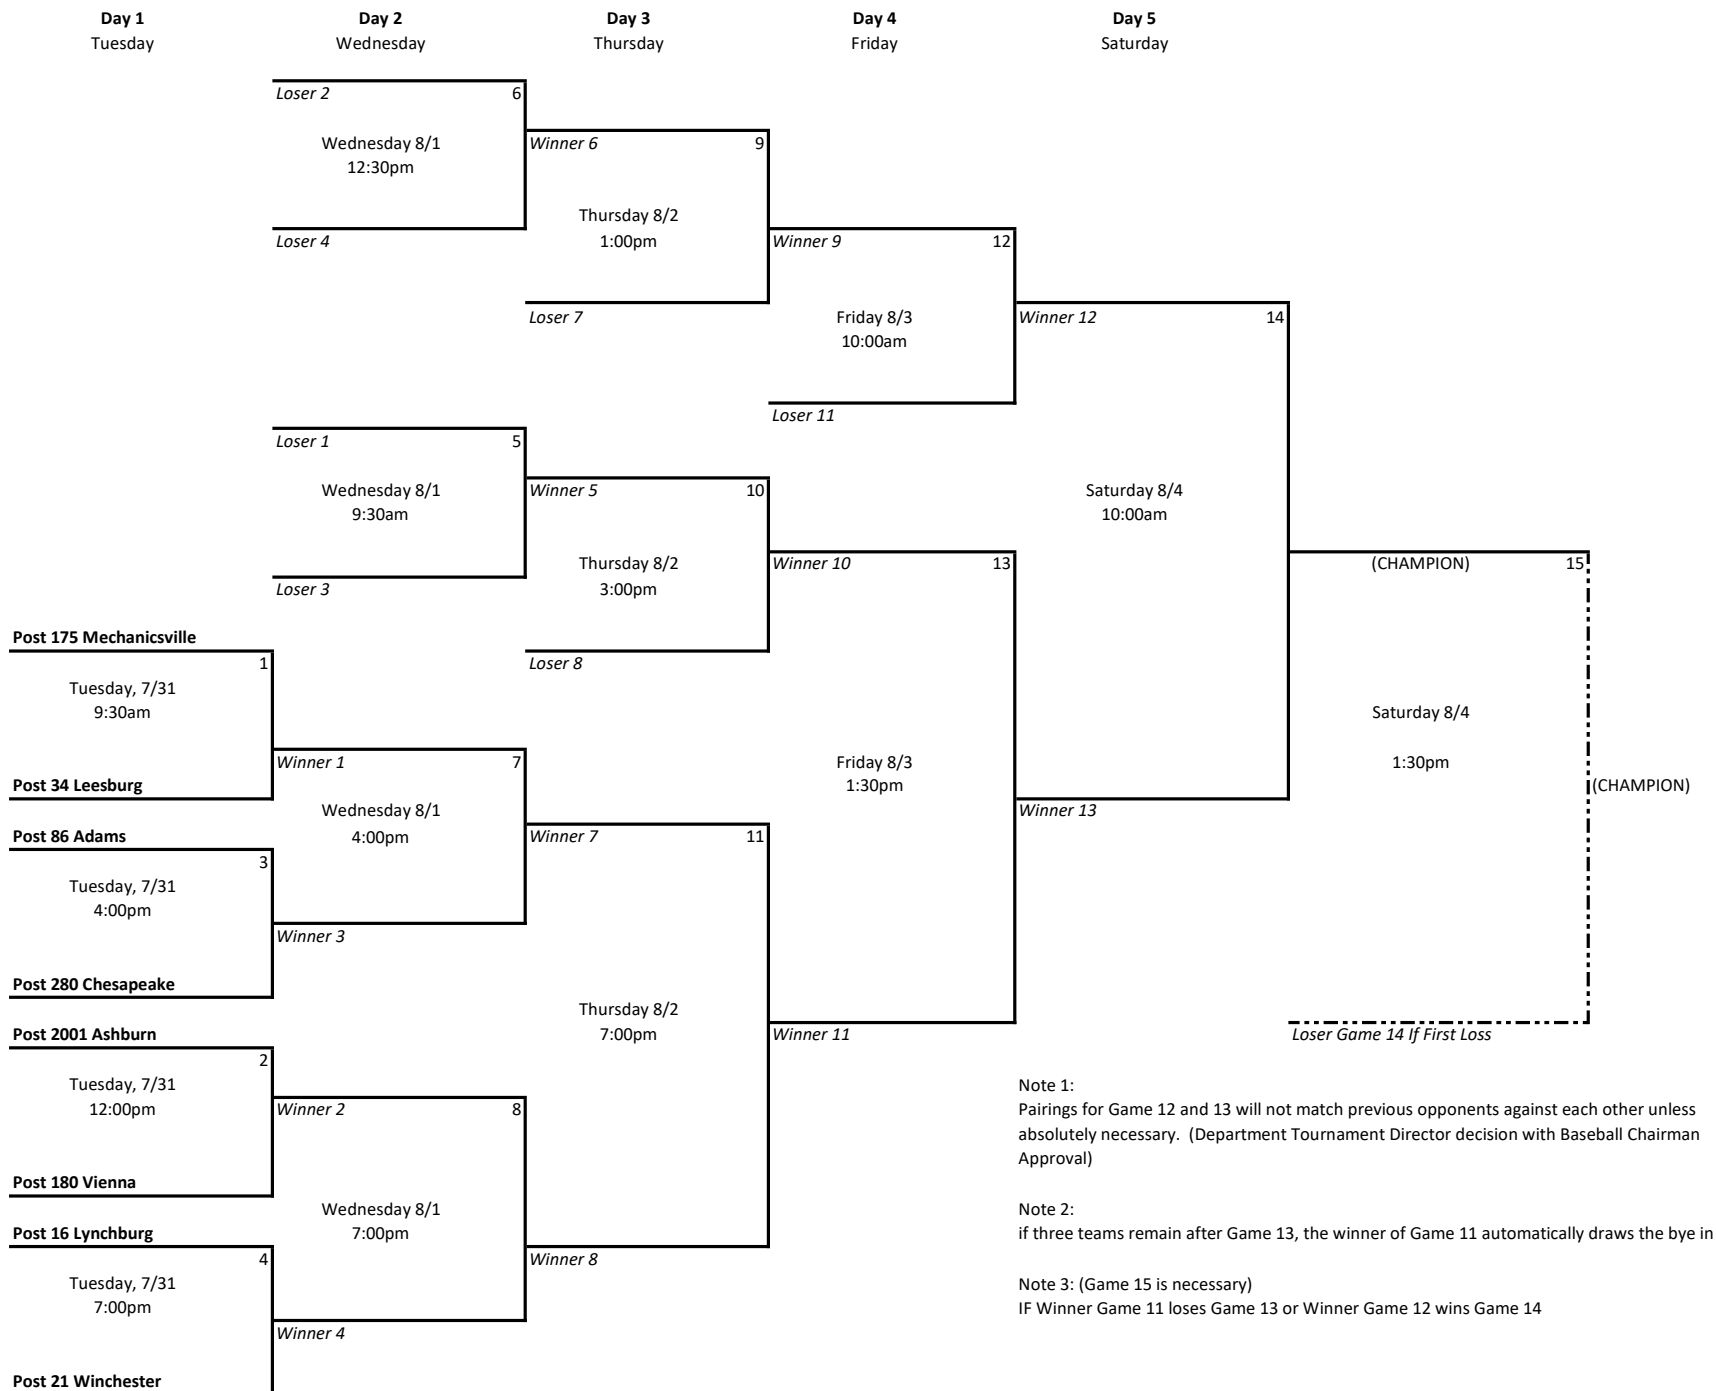 Day 1
Tuesday
Day 2
Wednesday
Day 3
Thursday
Day 4
Friday
Day 5
Saturday
Loser 2
6
Wednesday 8/1
12:30pm
Loser 4
Winner 6
9
Thursday 8/2
1:00pm
Loser 7
Winner 9
12
Friday 8/3
10:00am
Loser 11
Winner 12
14
Loser 1
5
Wednesday 8/1
9:30am
Loser 3
Winner 5
10
Thursday 8/2
3:00pm
Loser 8
Winner 10
13
Saturday 8/4
10:00am
(CHAMPION)
15
Post 175 Mechanicsville
1
Tuesday, 7/31
9:30am
Post 34 Leesburg
Winner 1
7
Wednesday 8/1
4:00pm
Winner 3
Post 86 Adams
3
Tuesday, 7/31
4:00pm
Post 280 Chesapeake
Winner 7
11
Friday 8/3
1:30pm
Winner 13
Saturday 8/4
1:30pm
(CHAMPION)
Thursday 8/2
7:00pm
Winner 11
Loser Game 14 If First Loss
Post 2001 Ashburn
2
Tuesday, 7/31
12:00pm
Post 180 Vienna
Winner 2
8
Wednesday 8/1
7:00pm
Winner 8
Post 16 Lynchburg
4
Tuesday, 7/31
7:00pm
Winner 4
Post 21 Winchester
Note 1:
Pairings for Game 12 and 13 will not match previous opponents against each other unless
absolutely necessary. (Department Tournament Director decision with Baseball Chairman
Approval)
Note 2:
if three teams remain after Game 13, the winner of Game 11 automatically draws the bye in
Note 3: (Game 15 is necessary)
IF Winner Game 11 loses Game 13 or Winner Game 12 wins Game 14